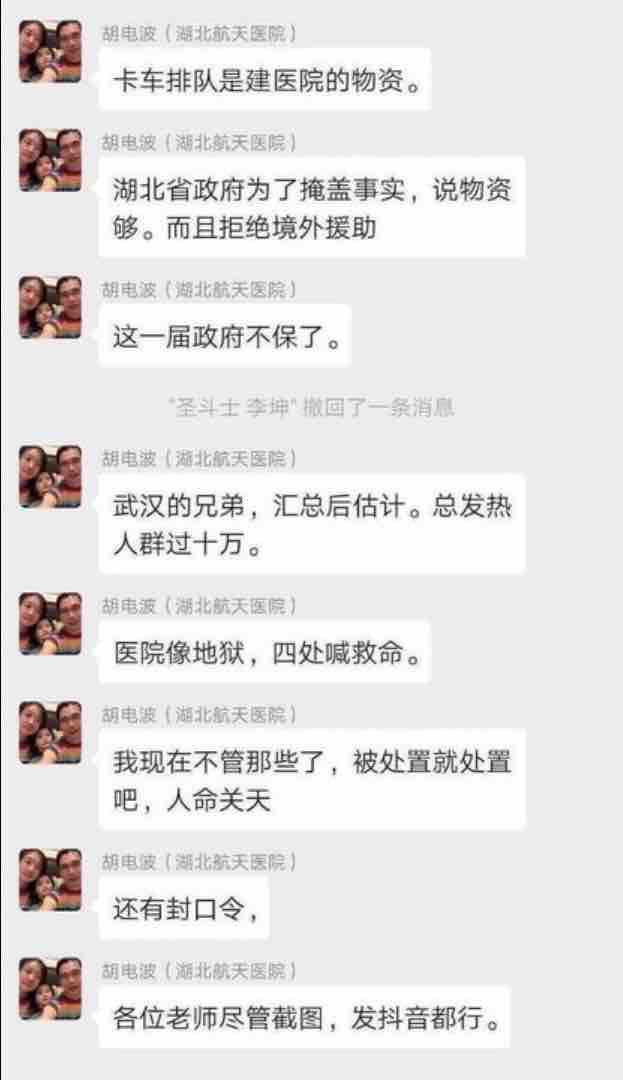 胡电波（湖北航天医院）
卡车排队是建医院的物资。
胡电波（湖北航天医院）
湖北省政府为了掩盖事实，说物资
够。而且拒绝境外援助
胡电波（湖北航天医院）
这一届政府不保了。
"圣斗士 李坤" 撤回了一条消息
胡电波（湖北航天医院）
武汉的兄弟，汇总后估计。总发热
人群过十万。
胡电波（湖北航天医院）
医院像地狱，四处喊救命。
胡电波（湖北航天医院）
我现在不管那些了，被处置就处置
吧，人命关天
胡电波（湖北航天医院）
还有封口令，
胡电波（湖北航天医院）
各位老师尽管截图，发抖音都行。